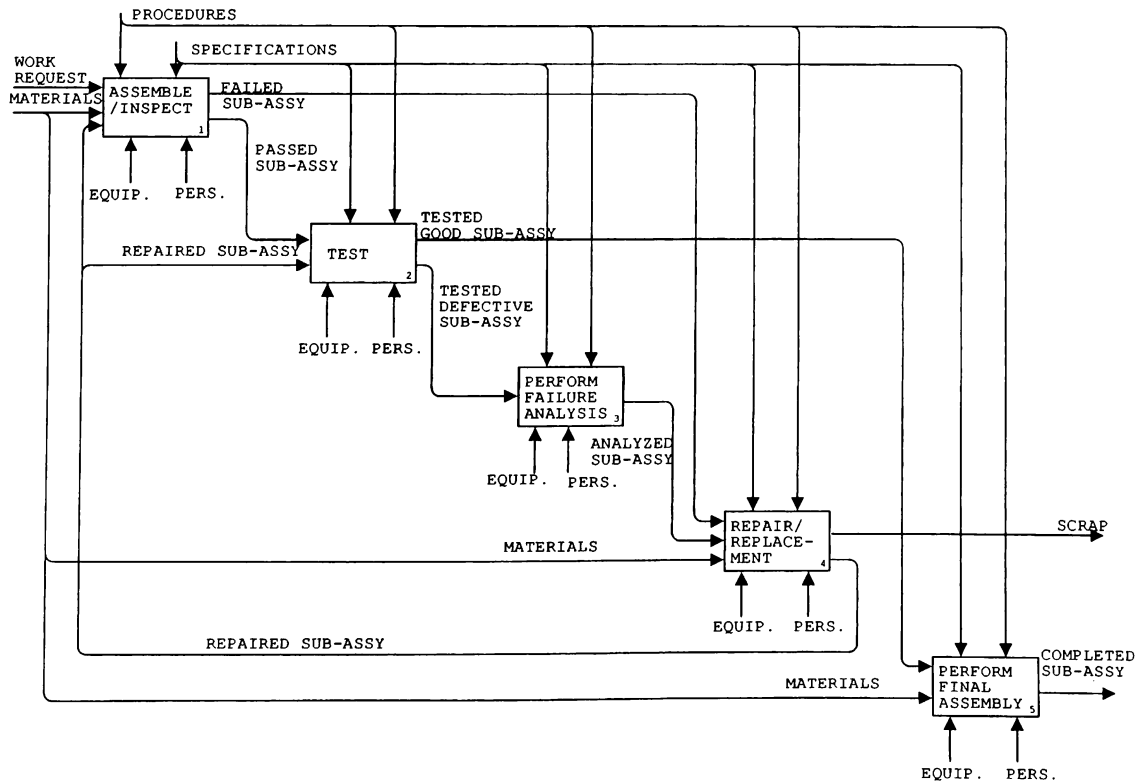 PROCEDURES
SPECIFICATIONS
WORK
REQUEST
MATERIALS
ASSEMBLE
/INSPECT
1
FAILED
SUB-ASSY
PASSED
SUB-ASSY
EQUIP.
PERS.
REPAIRED SUB-ASSY
TEST
2
TESTED
GOOD SUB-ASSY
TESTED
DEFECTIVE
SUB-ASSY
EQUIP.
PERS.
PERFORM
FAILURE
ANALYSIS
3
ANALYZED
SUB-ASSY
EQUIP.
PERS.
MATERIALS
REPAIR/
REPLACE-
MENT
4
SCRAP
EQUIP.
PERS.
REPAIRED SUB-ASSY
MATERIALS
PERFORM
FINAL
ASSEMBLY
5
COMPLETED
SUB-ASSY
EQUIP.
PERS.